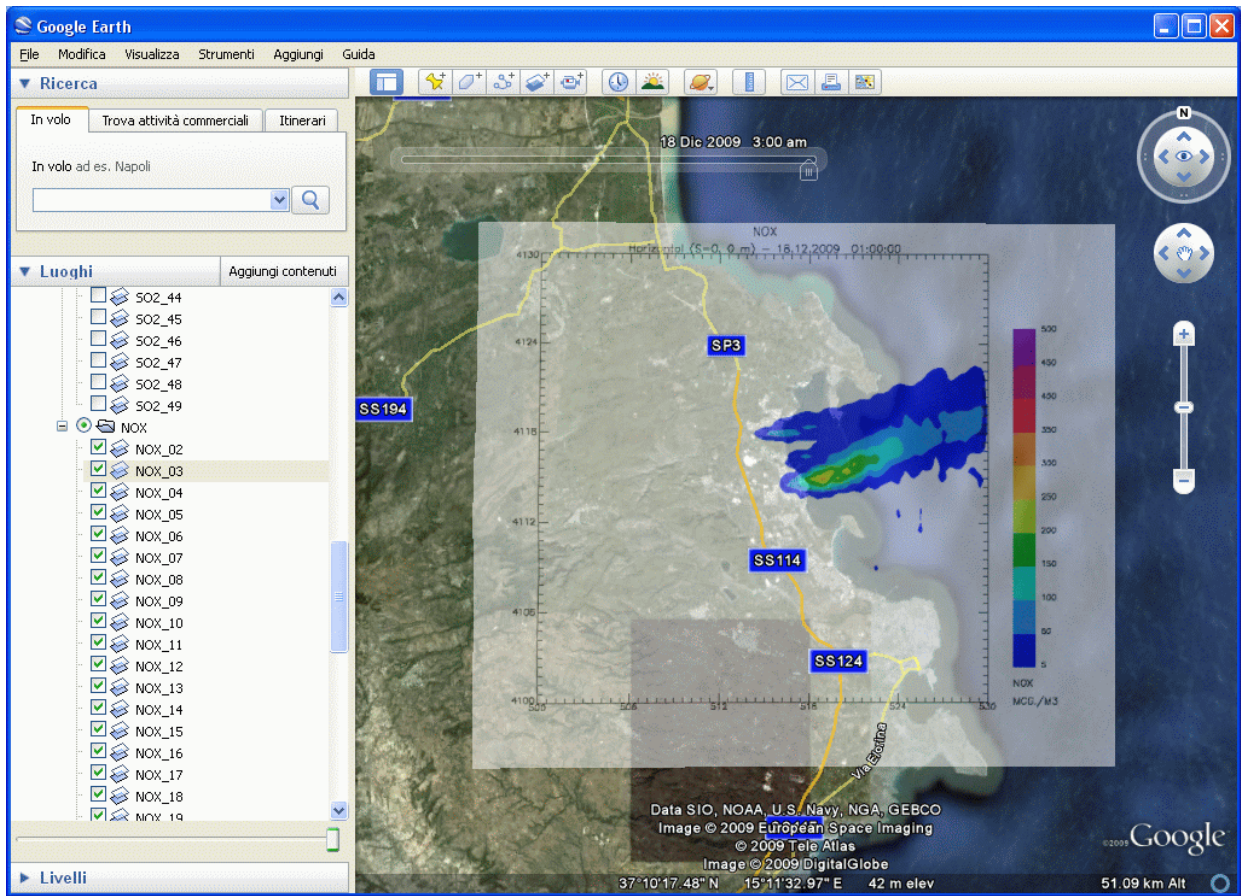 Google Earth
File Modifica Visualizza Strumenti Aggiungi Guida
Ricerca
In volo Trova attività commerciali Itinerari
In volo ad es. Napoli
Luoghi Aggiungi contenuti
SO2_44
SO2_45
SO2_46
SO2_47
SO2_48
SO2_49
NOX
NOX_02
NOX_03
NOX_04
NOX_05
NOX_06
NOX_07
NOX_08
NOX_09
NOX_10
NOX_11
NOX_12
NOX_13
NOX_14
NOX_15
NOX_16
NOX_17
NOX_18
NOX_19
Livelli
18 Dic 2009 3:00 am
N
NOX
Horizontal (S=0, 0 m) - 18.12.2009 01:00:00
4130
4124
4118
4112
4106
4100
506
512
518
524
530
SP3
SS194
SS114
SS124
Via Elorina
500
450
400
350
300
250
200
150
100
50
5
NOX
MCG./M3
Data SIO, NOAA, U.S. Navy, NGA, GEBCO
Image © 2009 European Space Imaging
© 2009 Tele Atlas
Image © 2009 DigitalGlobe
©2009 Google
37°10'17.48" N 15°11'32.97" E 42 m elev 51.09 km Alt